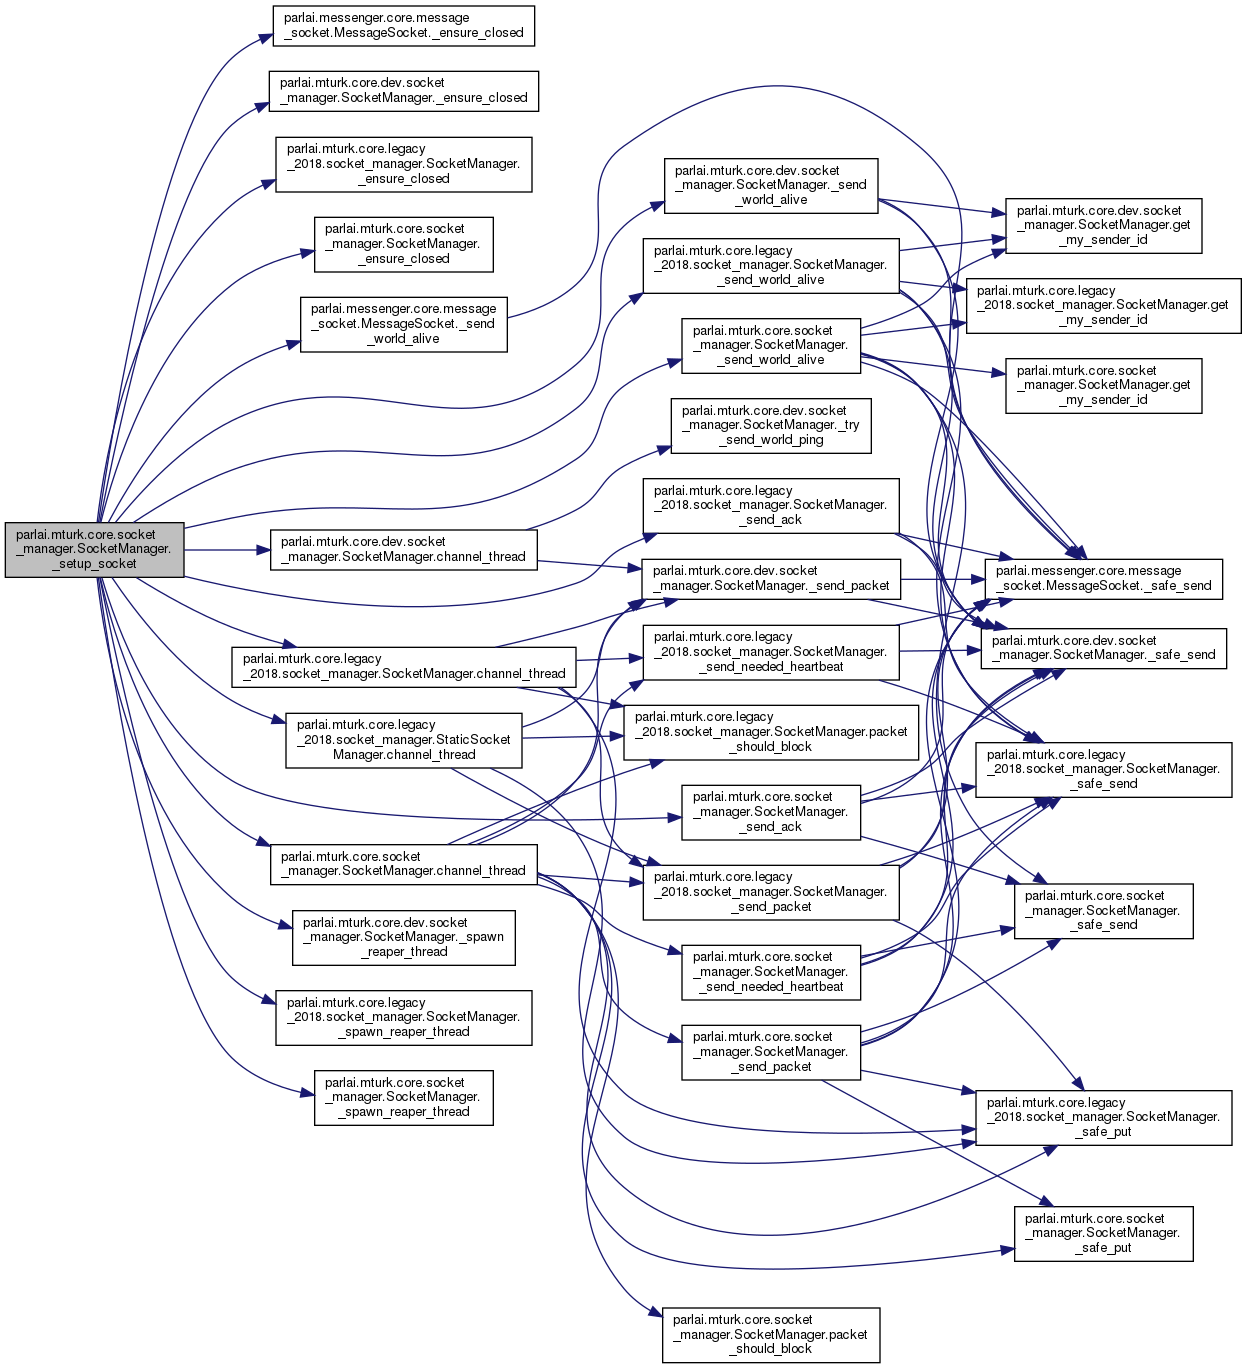 parlai.messenger.core.message
_socket.MessageSocket._ensure_closed
parlai.mturk.core.dev.socket
_manager.SocketManager._ensure_closed
parlai.mturk.core.legacy
_2018.socket_manager.SocketManager.
_ensure_closed
parlai.mturk.core.socket
_manager.SocketManager.
_ensure_closed
parlai.messenger.core.message
_socket.MessageSocket._send
_world_alive
parlai.mturk.core.socket
_manager.SocketManager.
_setup_socket
parlai.mturk.core.dev.socket
_manager.SocketManager.channel_thread
parlai.mturk.core.legacy
_2018.socket_manager.SocketManager.channel_thread
parlai.mturk.core.legacy
_2018.socket_manager.StaticSocket
Manager.channel_thread
parlai.mturk.core.socket
_manager.SocketManager.channel_thread
parlai.mturk.core.dev.socket
_manager.SocketManager._spawn
_reaper_thread
parlai.mturk.core.legacy
_2018.socket_manager.SocketManager.
_spawn_reaper_thread
parlai.mturk.core.socket
_manager.SocketManager.
_spawn_reaper_thread
parlai.mturk.core.dev.socket
_manager.SocketManager._send
_world_alive
parlai.mturk.core.legacy
_2018.socket_manager.SocketManager.
_send_world_alive
parlai.mturk.core.socket
_manager.SocketManager.
_send_world_alive
parlai.mturk.core.dev.socket
_manager.SocketManager._try
_send_world_ping
parlai.mturk.core.legacy
_2018.socket_manager.SocketManager.
_send_ack
parlai.mturk.core.dev.socket
_manager.SocketManager._send_packet
parlai.mturk.core.legacy
_2018.socket_manager.SocketManager.
_send_needed_heartbeat
parlai.mturk.core.legacy
_2018.socket_manager.SocketManager.packet
_should_block
parlai.mturk.core.socket
_manager.SocketManager.
_send_ack
parlai.mturk.core.legacy
_2018.socket_manager.SocketManager.
_send_packet
parlai.mturk.core.socket
_manager.SocketManager.
_send_needed_heartbeat
parlai.mturk.core.socket
_manager.SocketManager.
_send_packet
parlai.mturk.core.socket
_manager.SocketManager.packet
_should_block
parlai.mturk.core.dev.socket
_manager.SocketManager.get
_my_sender_id
parlai.mturk.core.legacy
_2018.socket_manager.SocketManager.get
_my_sender_id
parlai.mturk.core.socket
_manager.SocketManager.get
_my_sender_id
parlai.messenger.core.message
_socket.MessageSocket._safe_send
parlai.mturk.core.dev.socket
_manager.SocketManager._safe_send
parlai.mturk.core.legacy
_2018.socket_manager.SocketManager.
_safe_send
parlai.mturk.core.socket
_manager.SocketManager.
_safe_send
parlai.mturk.core.legacy
_2018.socket_manager.SocketManager.
_safe_put
parlai.mturk.core.socket
_manager.SocketManager.
_safe_put